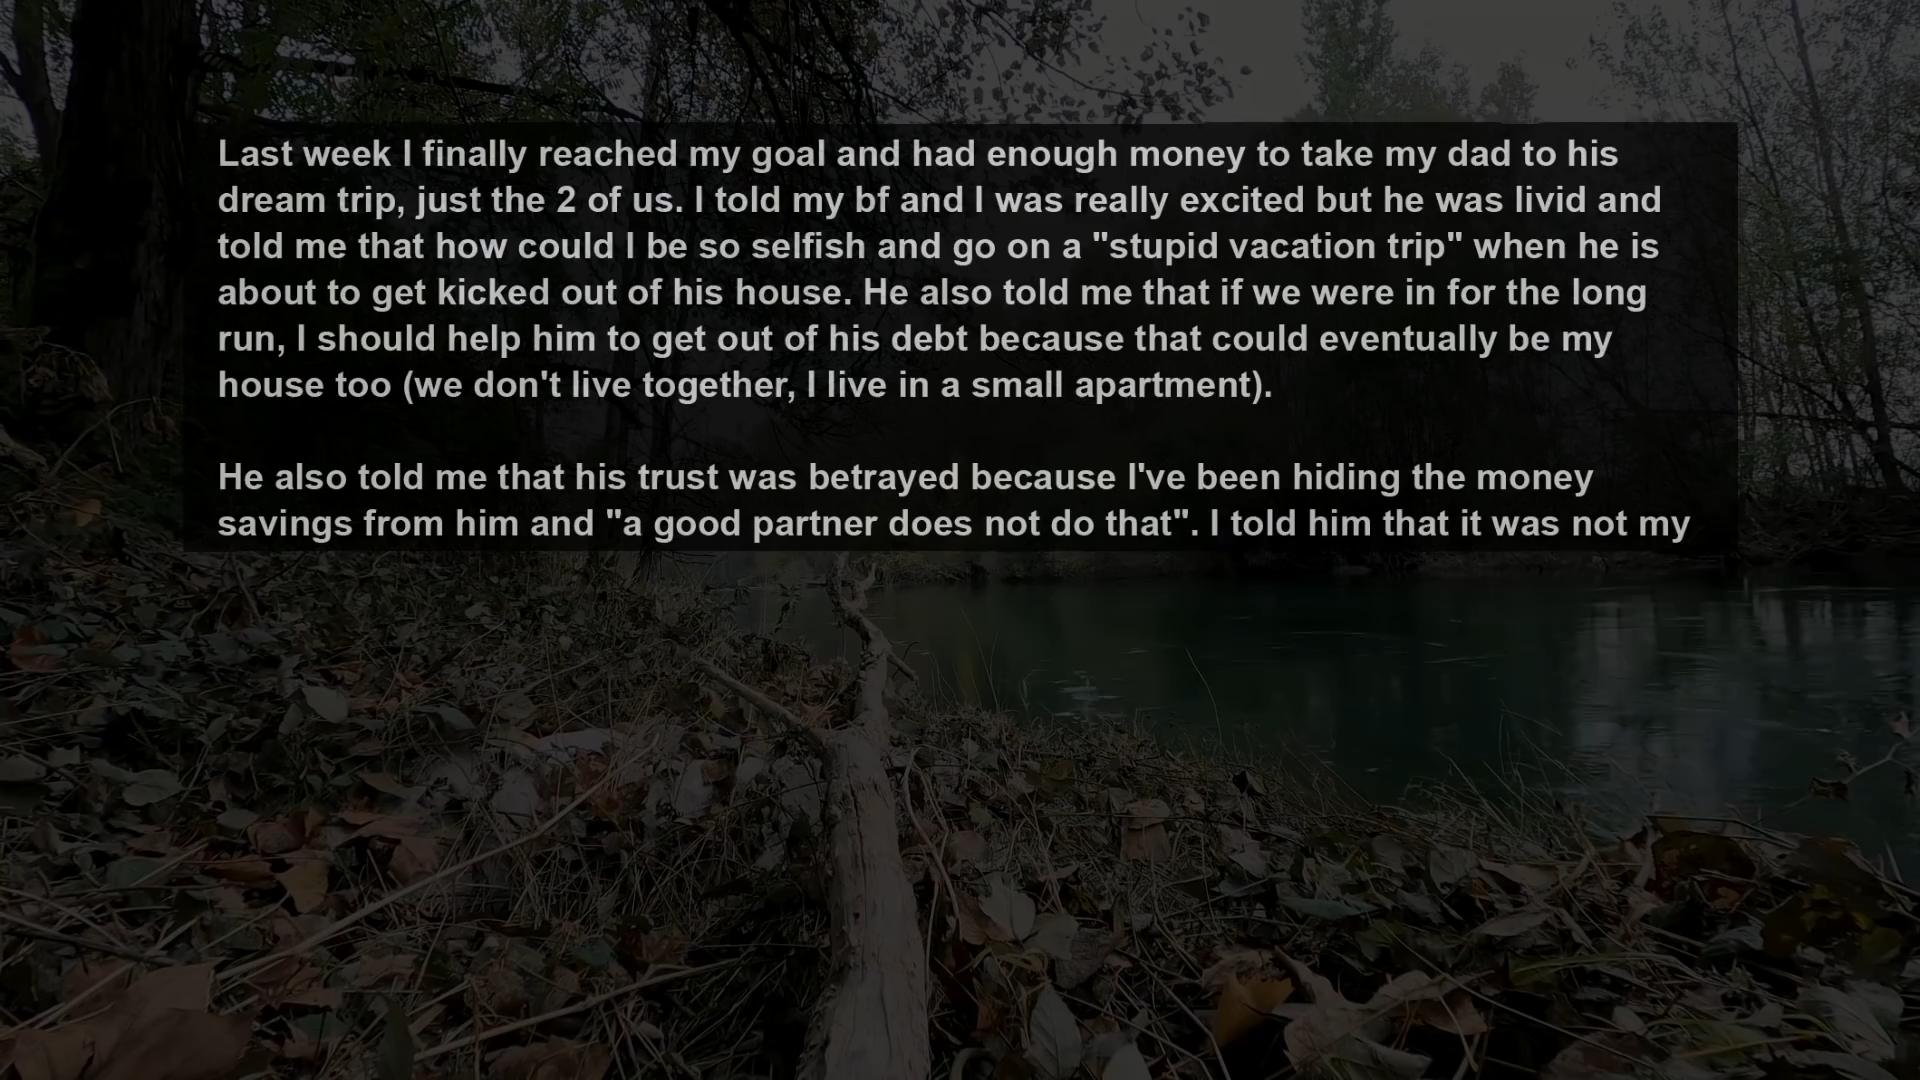 Last week I finally reached my goal and had enough money to take my dad to his
dream trip, just the 2 of us. I told my bf and I was really excited but he was livid and
told me that how could I be so selfish and go on a "stupid vacation trip" when he is
about to get kicked out of his house. He also told me that if we were in for the long
run, I should help him to get out of his debt because that could eventually be my
house too (we don't live together, I live in a small apartment).
He also told me that his trust was betrayed because I've been hiding the money
savings from him and "a good partner does not do that". I told him that it was not my